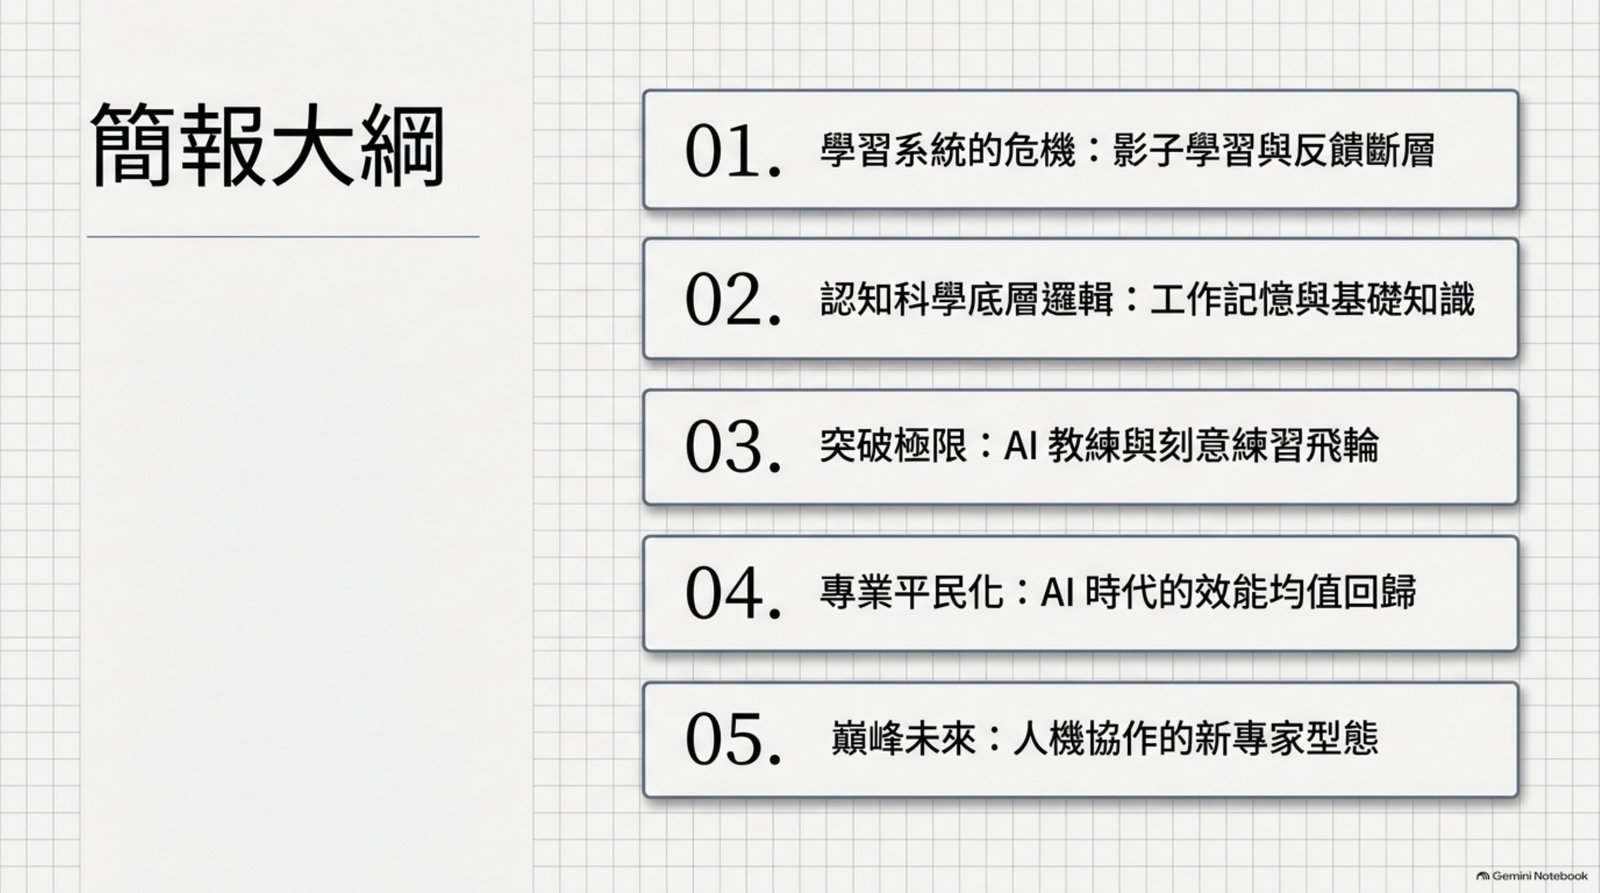 簡報大綱
01. 學習系統的危機：影子學習與反饋斷層
02. 認知科學底層邏輯：工作記憶與基礎知識
03. 突破極限：AI 教練與刻意練習飛輪
04. 專業平民化：AI 時代的效能均值回歸
05. 巔峰未來：人機協作的新專家型態
Gemini Notebook